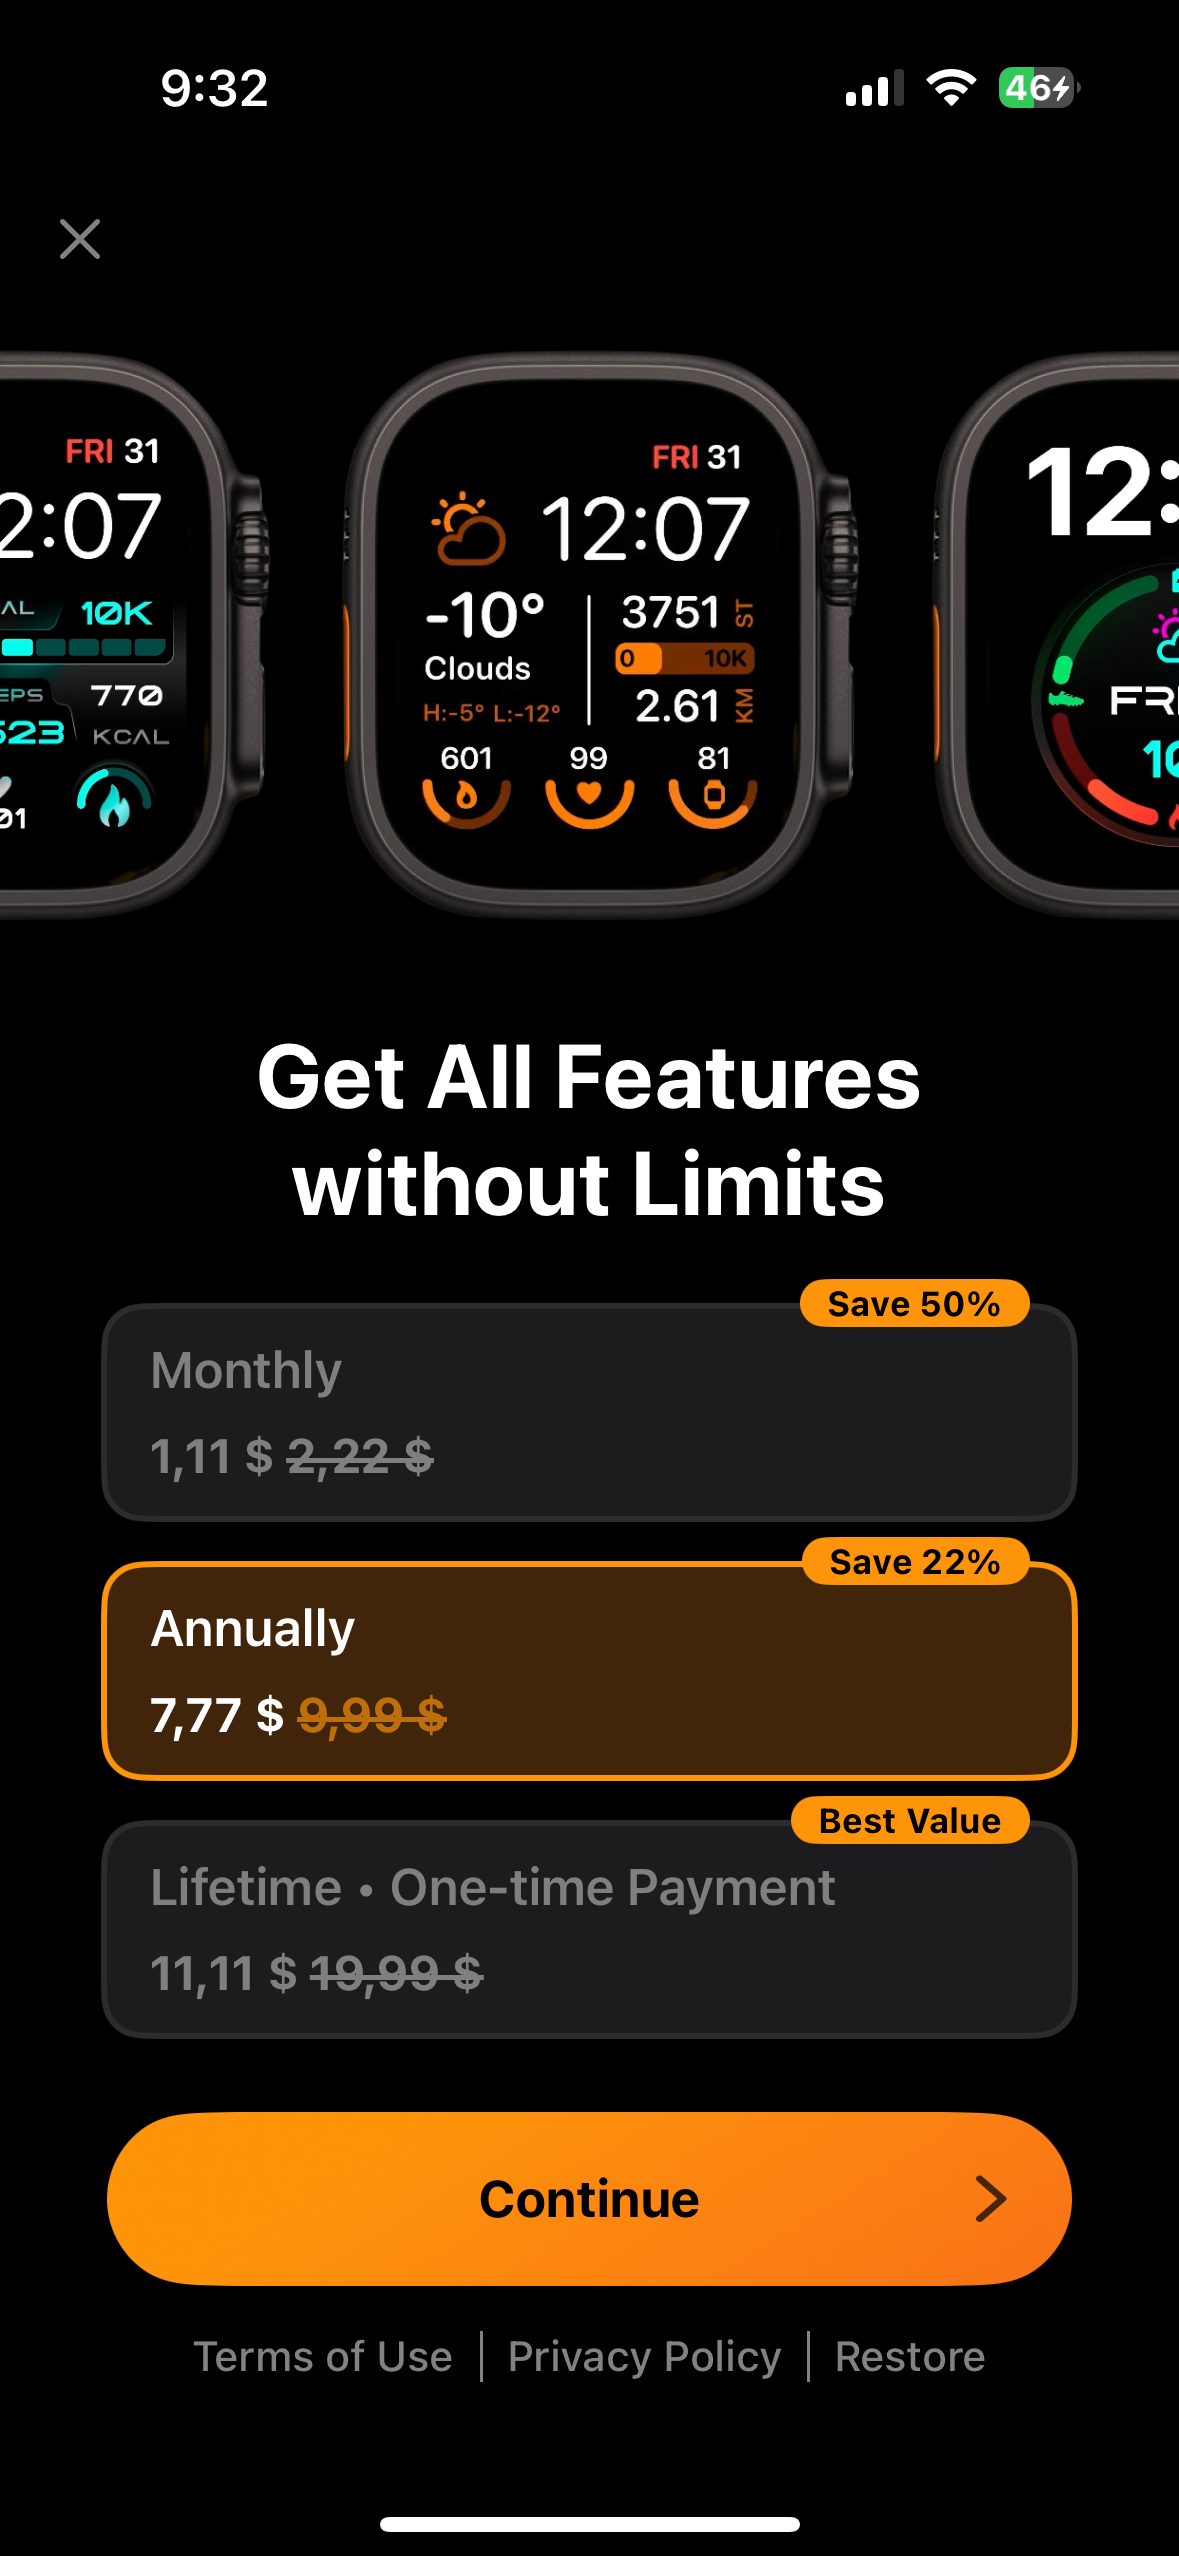 9:32
46
FRI 31
2:07
AL 10K
EPS 770
523 KCAL
01
FRI 31
12:07
-10° 3751 ST
Clouds 0 10K
H:-5° L:-12° 2.61 KM
601 99 81
12:
FRI
10
Get All Features
without Limits
Save 50%
Monthly
1,11 $ 2,22 $
Save 22%
Annually
7,77 $ 9,99 $
Best Value
Lifetime • One-time Payment
11,11 $ 19,99 $
Continue
Terms of Use | Privacy Policy | Restore